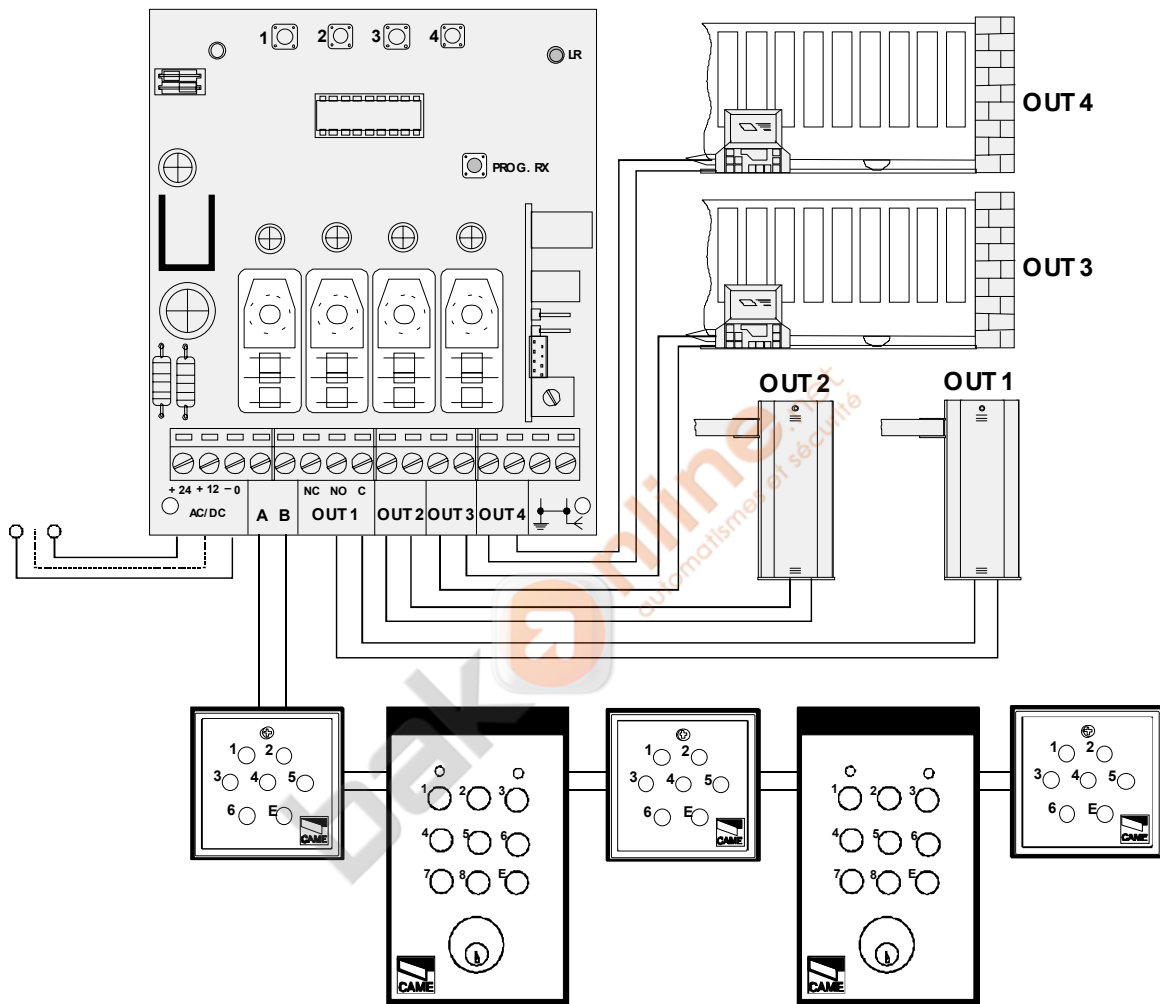 1 2 3 4
LR
OUT 4
PROG. RX
OUT 3
OUT 2
OUT 1
+ 24 + 12 – 0
AC/DC
A B
NC NO C
OUT 1
OUT 2
OUT 3
OUT 4
bakanline.net
automatismes et sécurité
1 2
3 4 5
6 E
CAME
1 2 3
4 5 6
7 8 E
CAME
1 2
3 4 5
6 E
CAME
1 2 3
4 5 6
7 8 E
CAME
1 2
3 4 5
6 E
CAME